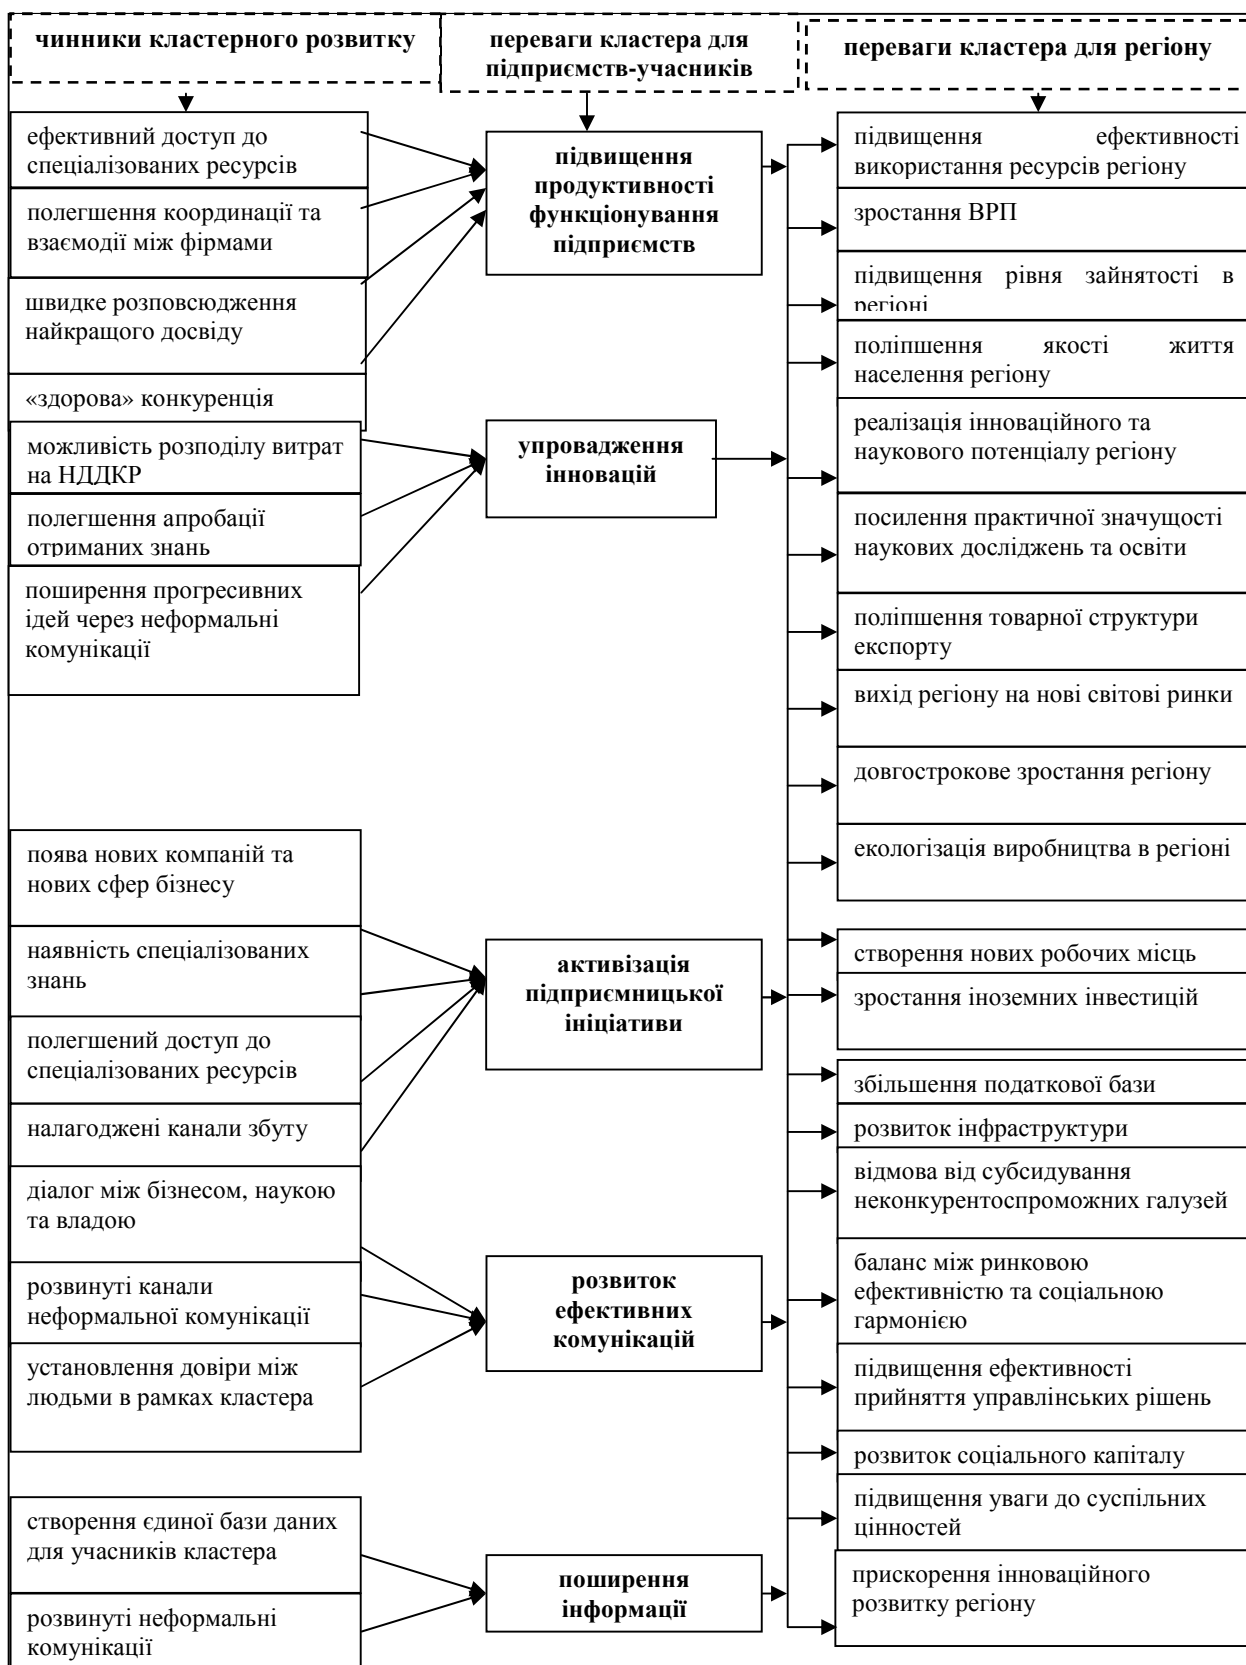 чинники кластерного розвитку
переваги кластера для
підприємств-учасників
переваги кластера для регіону
ефективний доступ до
спеціалізованих ресурсів
полегшення координації та
взаємодії між фірмами
швидке розповсюдження
найкращого досвіду
«здорова» конкуренція
можливість розподілу витрат
на НДДКР
полегшення апробації
отриманих знань
поширення прогресивних
ідей через неформальні
комунікації
поява нових компаній та
нових сфер бізнесу
наявність спеціалізованих
знань
полегшений доступ до
спеціалізованих ресурсів
налагоджені канали збуту
діалог між бізнесом, наукою
та владою
розвинуті канали
неформальної комунікації
установлення довіри між
людьми в рамках кластера
створення єдиної бази даних
для учасників кластера
розвинуті неформальні
комунікації
підвищення
продуктивності
функціонування
підприємств
упровадження
інновацій
активізація
підприємницької
ініціативи
розвиток
ефективних
комунікацій
поширення
інформації
підвищення ефективності
використання ресурсів регіону
зростання ВРП
підвищення рівня зайнятості в
регіоні
поліпшення якості життя
населення регіону
реалізація інноваційного та
наукового потенціалу регіону
посилення практичної значущості
наукових досліджень та освіти
поліпшення товарної структури
експорту
вихід регіону на нові світові ринки
довгострокове зростання регіону
екологізація виробництва в регіоні
створення нових робочих місць
зростання іноземних інвестицій
збільшення податкової бази
розвиток інфраструктури
відмова від субсидування
неконкурентоспроможних галузей
баланс між ринковою
ефективністю та соціальною
гармонією
підвищення ефективності
прийняття управлінських рішень
розвиток соціального капіталу
підвищення уваги до суспільних
цінностей
прискорення інноваційного
розвитку регіону